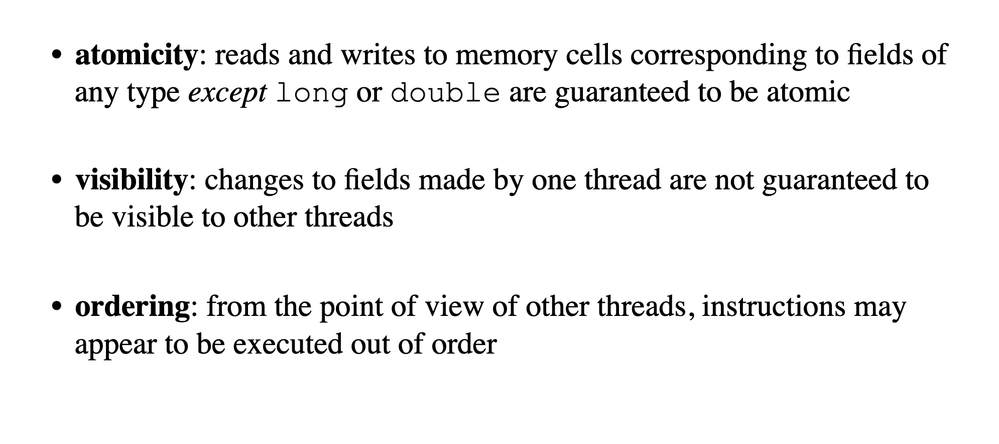 • atomicity: reads and writes to memory cells corresponding to fields of
any type except long or double are guaranteed to be atomic
• visibility: changes to fields made by one thread are not guaranteed to
be visible to other threads
• ordering: from the point of view of other threads, instructions may
appear to be executed out of order